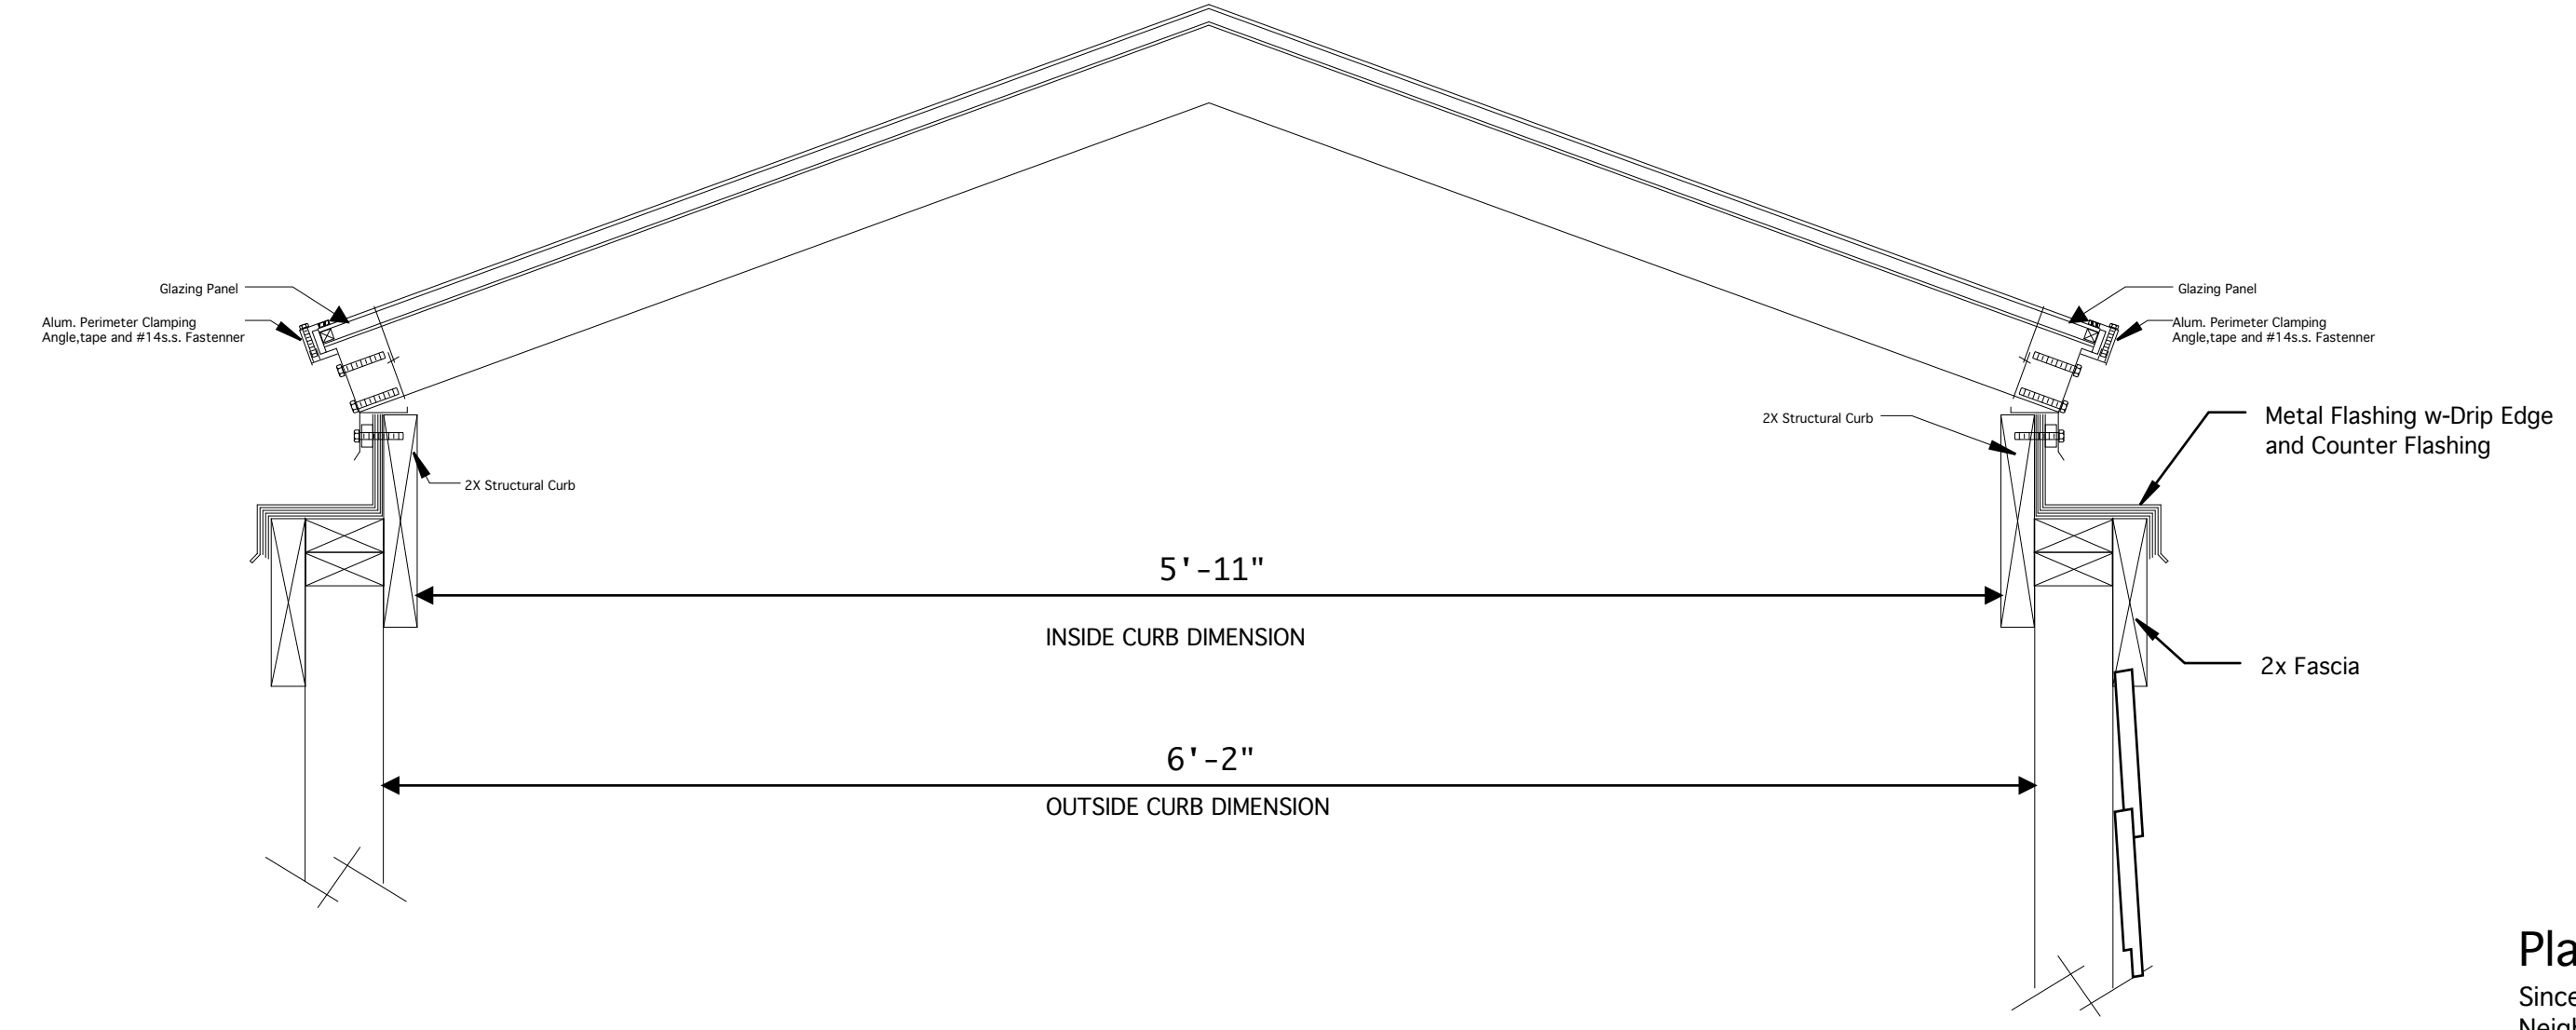 Glazing Panel
Alum. Perimeter Clamping
Angle,tape and #14s.s. Fastenner
Glazing Panel
Alum. Perimeter Clamping
Angle,tape and #14s.s. Fastenner
2X Structural Curb
Metal Flashing w-Drip Edge
and Counter Flashing
2X Structural Curb
5'-11"
INSIDE CURB DIMENSION
2x Fascia
6'-2"
OUTSIDE CURB DIMENSION
Pla
Since